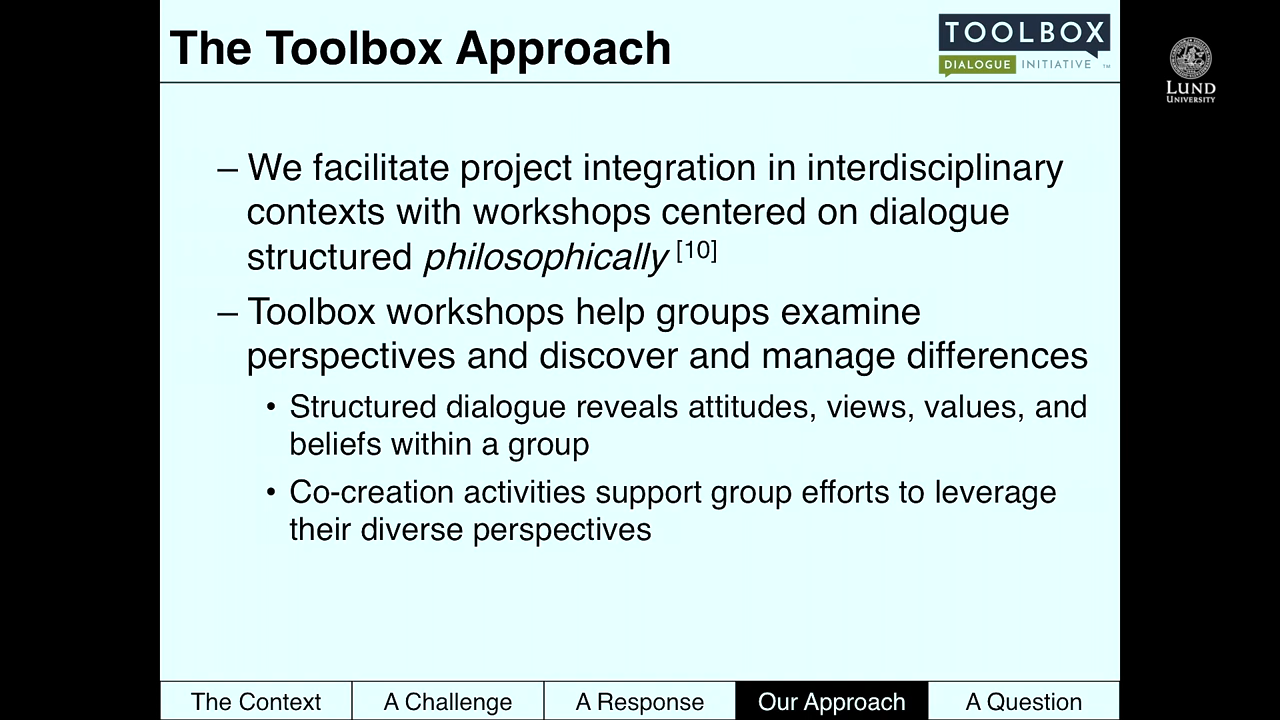 The Toolbox Approach
TOOLBOX
DIALOGUE INITIATIVE ™
LUND
UNIVERSITY
– We facilitate project integration in interdisciplinary
contexts with workshops centered on dialogue
structured philosophically [10]
– Toolbox workshops help groups examine
perspectives and discover and manage differences
• Structured dialogue reveals attitudes, views, values, and
beliefs within a group
• Co-creation activities support group efforts to leverage
their diverse perspectives
The Context
A Challenge
A Response
Our Approach
A Question